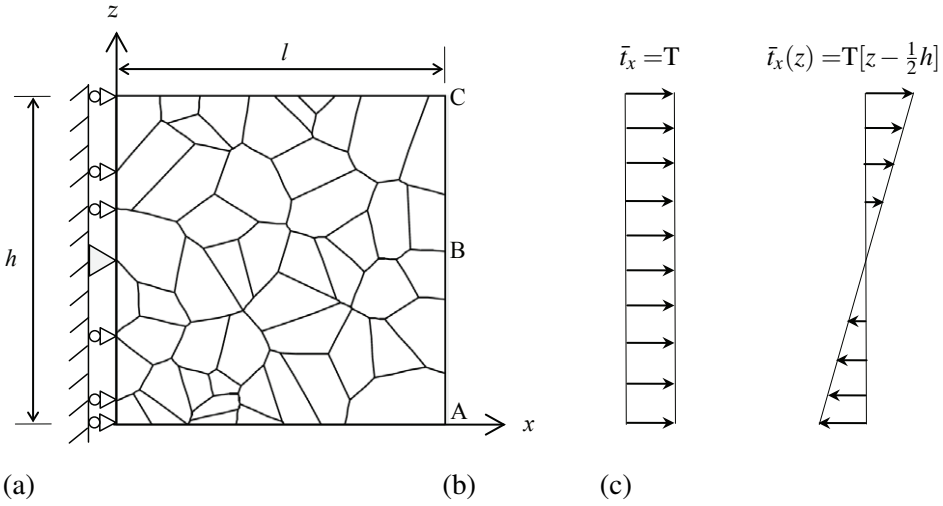 z
l
t̄ₓ =T
t̄ₓ(z) =T[z − ½h]
C
h
B
A
x
(a)
(b)
(c)